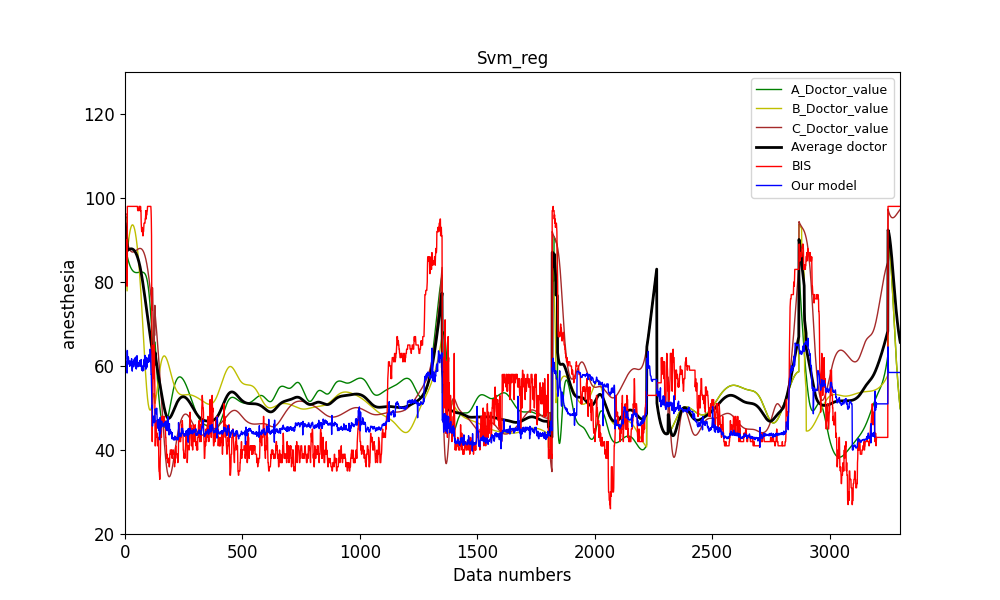 Svm_reg
A_Doctor_value
B_Doctor_value
C_Doctor_value
Average doctor
BIS
Our model
anesthesia
120
100
80
60
40
20
0 500 1000 1500 2000 2500 3000
Data numbers